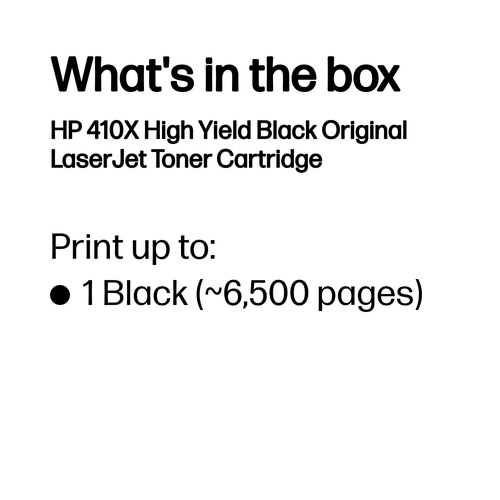 What's in the box
HP 410X High Yield Black Original
LaserJet Toner Cartridge
Print up to:
● 1 Black (~6,500 pages)